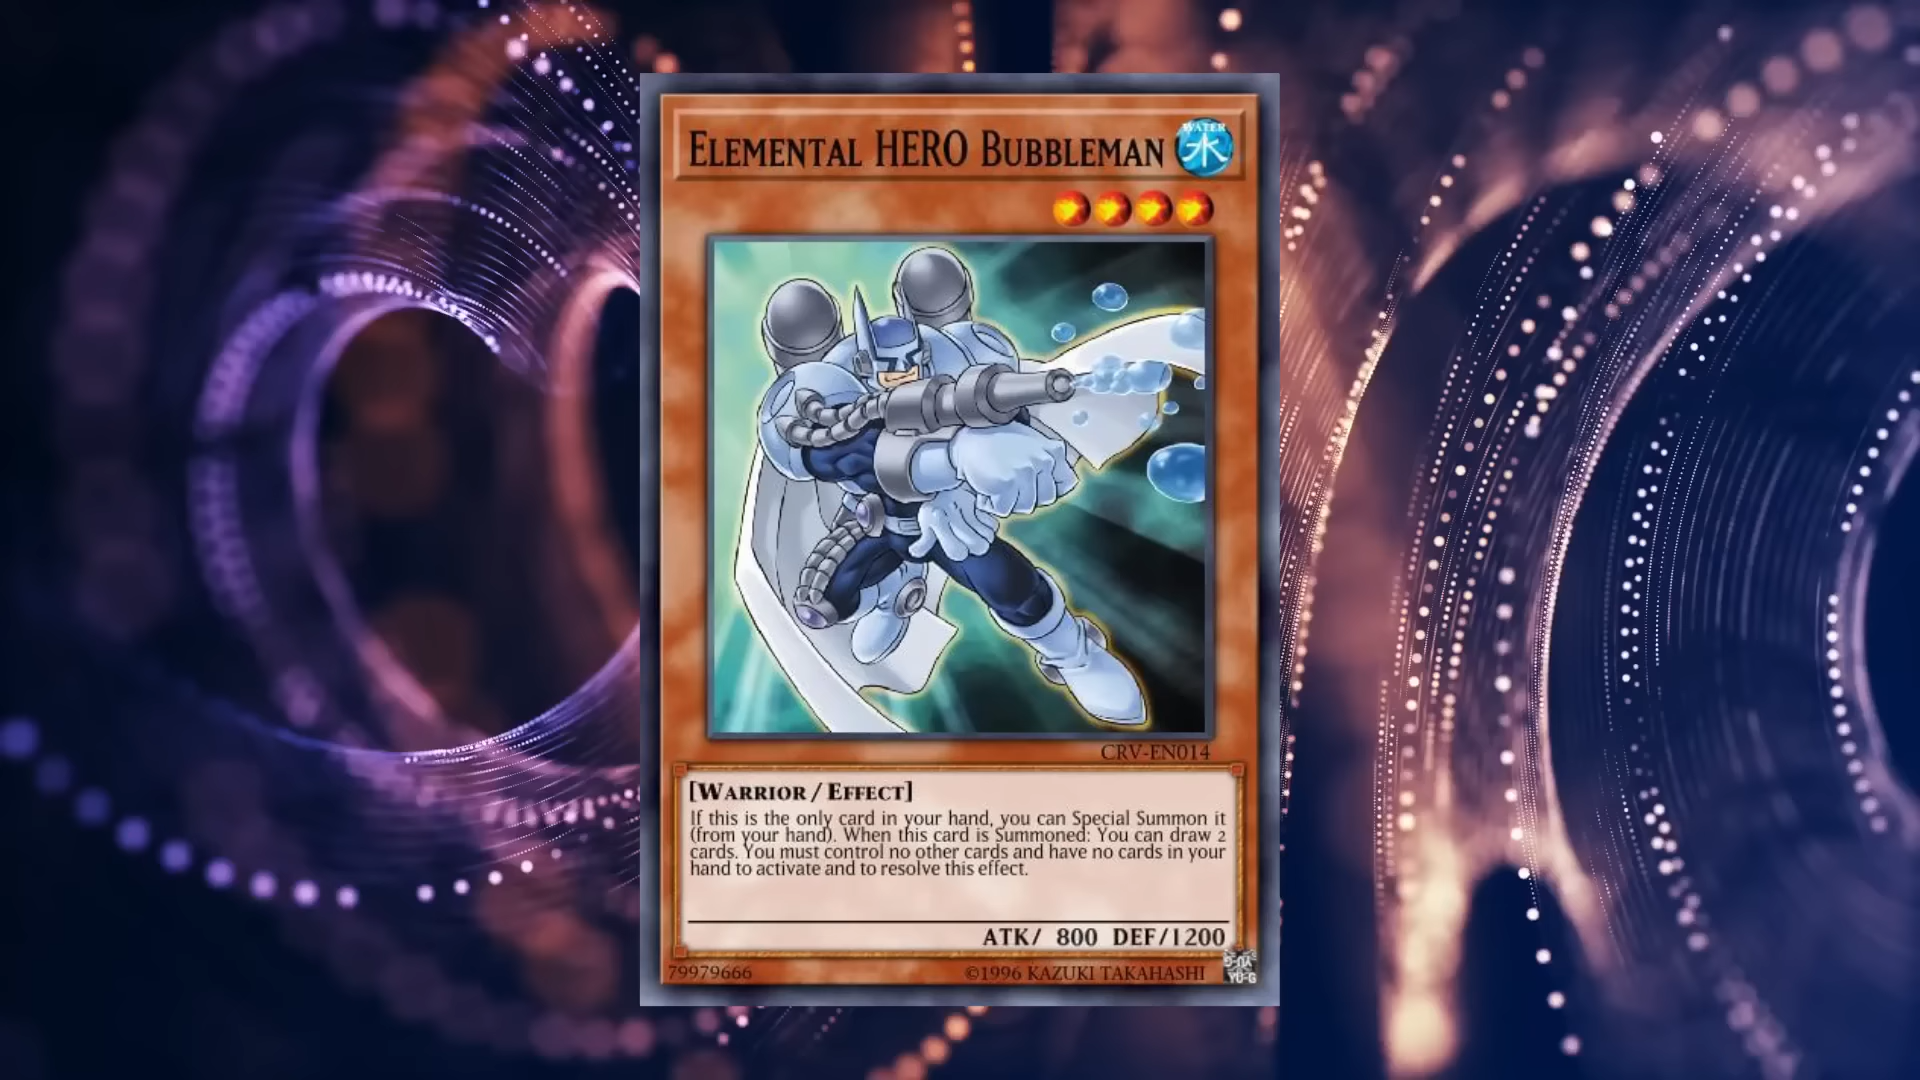 Elemental HERO Bubbleman
WATER
水
CRV-EN014
[Warrior / Effect]
If this is the only card in your hand, you can Special Summon it
(from your hand). When this card is Summoned: You can draw 2
cards. You must control no other cards and have no cards in your
hand to activate and to resolve this effect.
ATK/ 800 DEF/1200
79979666
©1996 KAZUKI TAKAHASHI